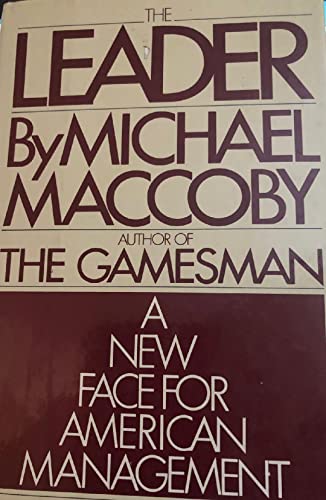 THE
LEADER
By MICHAEL
MACCOBY
AUTHOR OF
THE GAMESMAN
A
NEW
FACE FOR
AMERICAN
MANAGEMENT